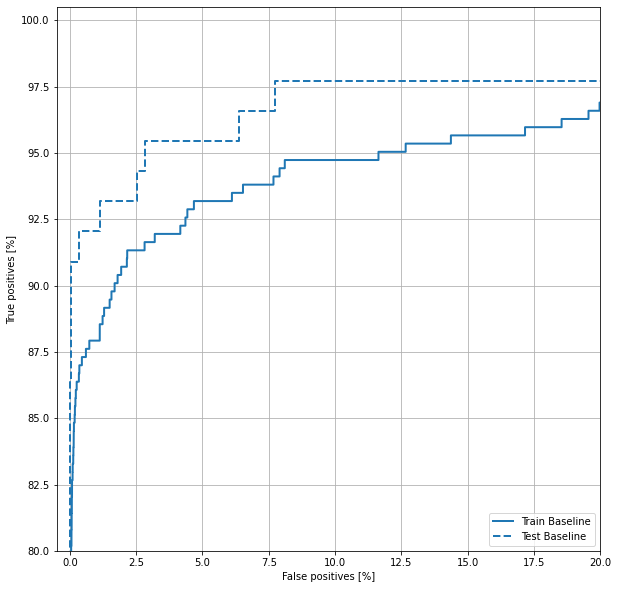 100.0
97.5
95.0
92.5
90.0
87.5
85.0
82.5
80.0
True positives [%]
0.0 2.5 5.0 7.5 10.0 12.5 15.0 17.5 20.0
False positives [%]
Train Baseline
Test Baseline